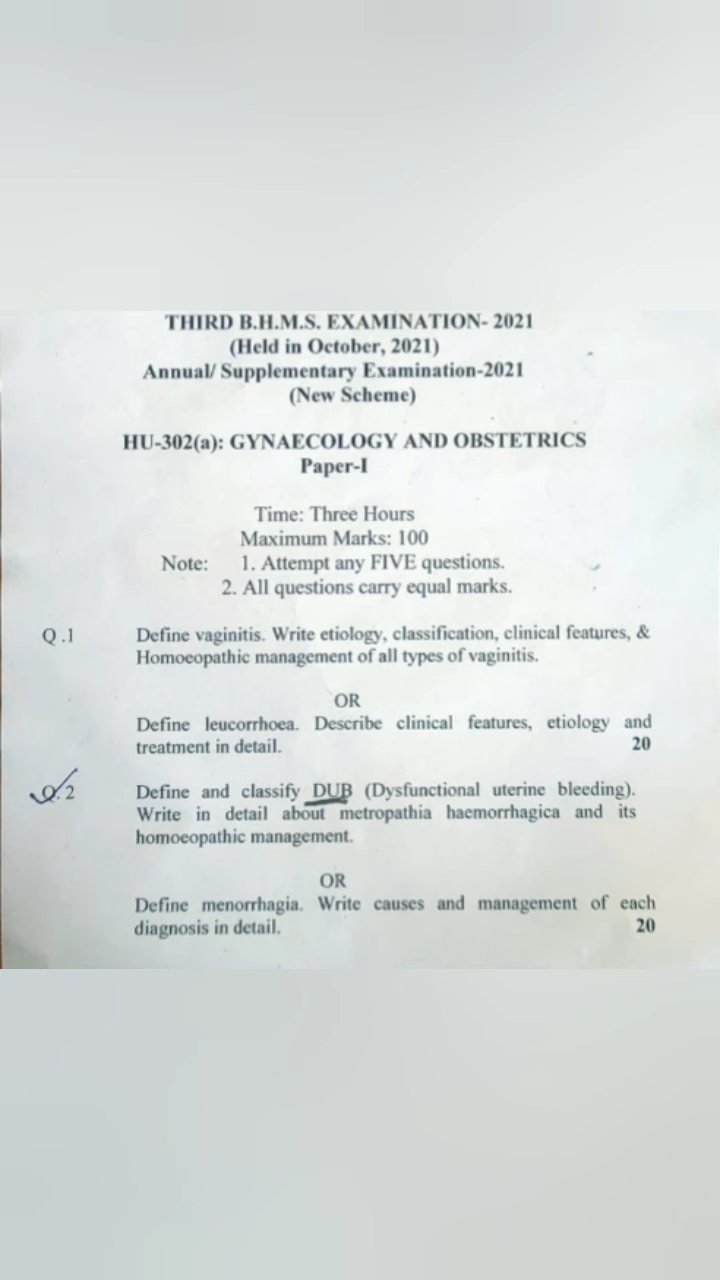 THIRD B.H.M.S. EXAMINATION- 2021
(Held in October, 2021)
Annual/ Supplementary Examination-2021
(New Scheme)
HU-302(a): GYNAECOLOGY AND OBSTETRICS
Paper-I
Time: Three Hours
Maximum Marks: 100
Note: 1. Attempt any FIVE questions.
2. All questions carry equal marks.
Q.1 Define vaginitis. Write etiology, classification, clinical features, &
Homoeopathic management of all types of vaginitis.
OR
Define leucorrhoea. Describe clinical features, etiology and
treatment in detail. 20
Q.2 Define and classify DUB (Dysfunctional uterine bleeding).
Write in detail about metropathia haemorrhagica and its
homoeopathic management.
OR
Define menorrhagia. Write causes and management of each
diagnosis in detail. 20